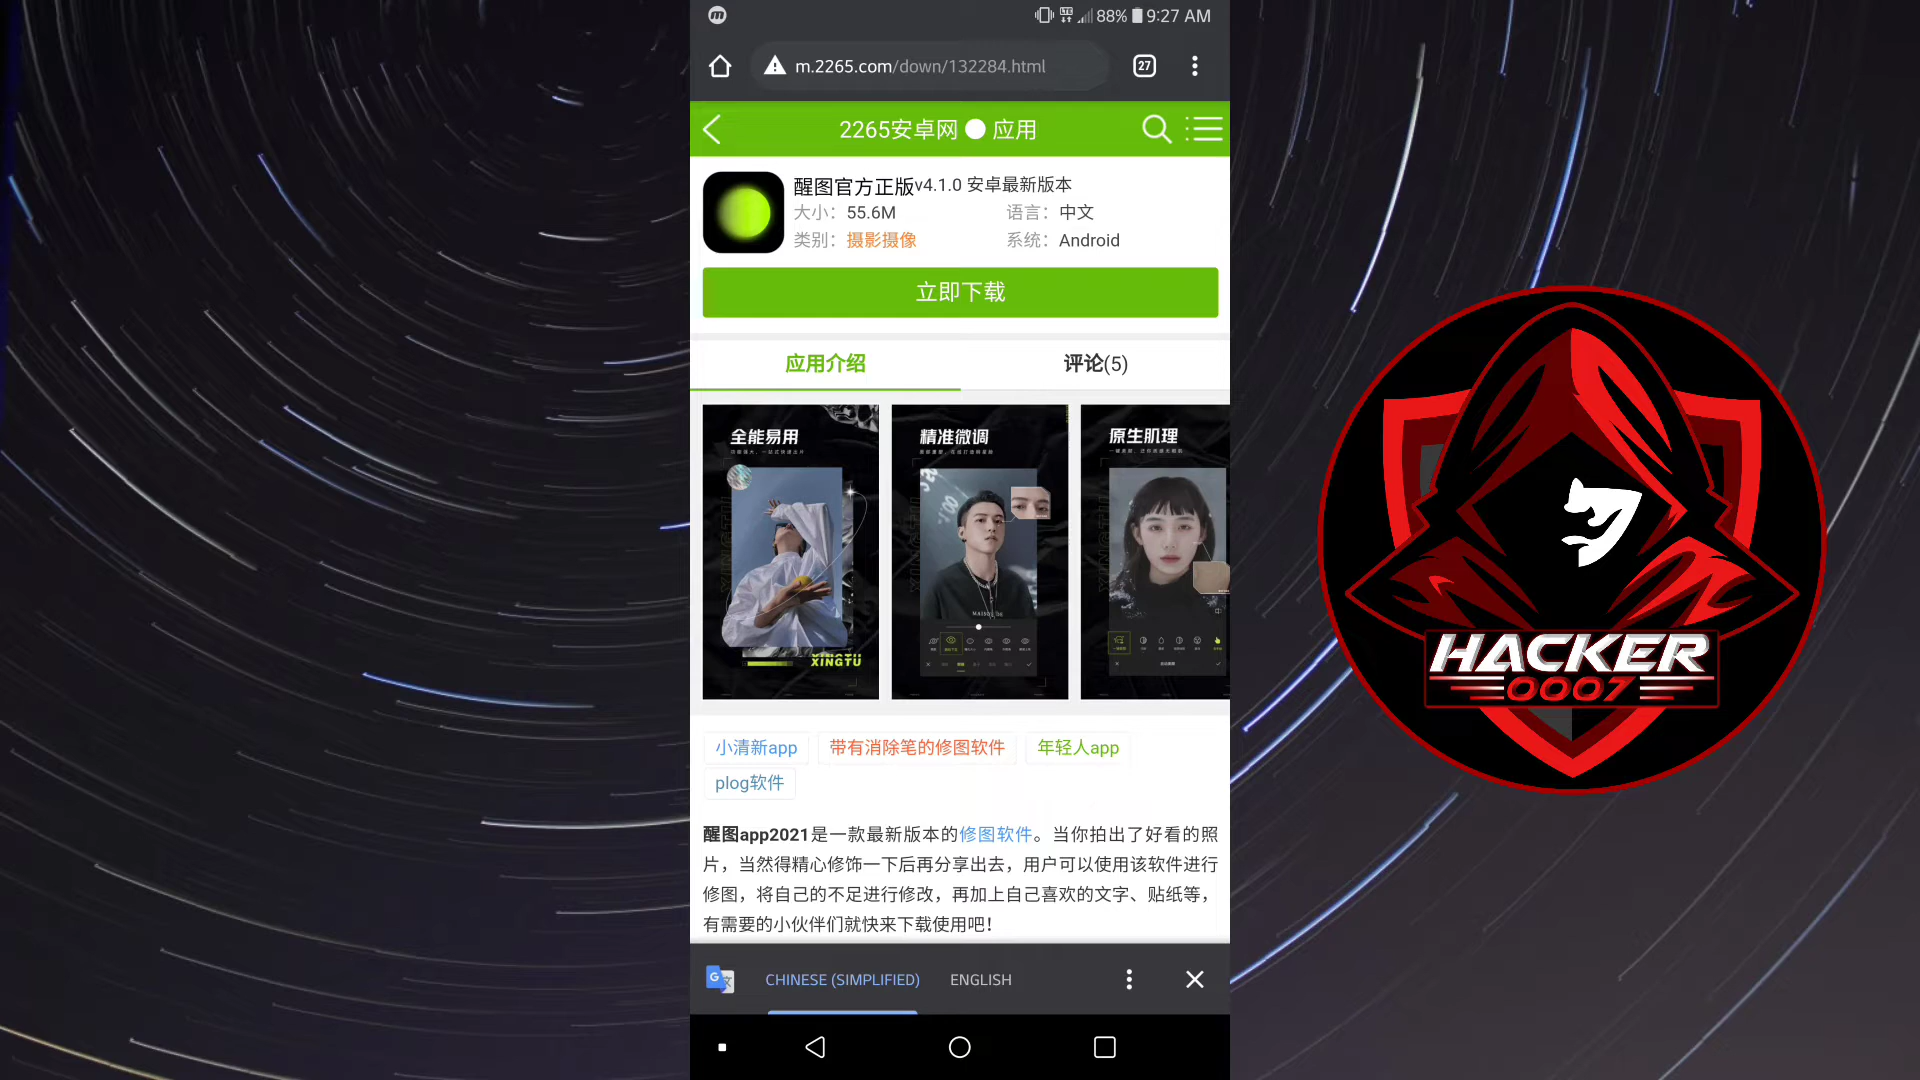 88% 9:27 AM
m.2265.com/down/132284.html
27
2265安卓网 应用
醒图官方正版v4.1.0 安卓最新版本
大小：55.6M 语言：中文
类别：摄影摄像 系统：Android
立即下载
应用介绍 评论(5)
全能易用
精准微调
原生肌理
XINGTU
小清新app 带有消除笔的修图软件 年轻人app
plog软件
醒图app2021是一款最新版本的修图软件。当你拍出了好看的照
片，当然得精心修饰一下后再分享出去，用户可以使用该软件进行
修图，将自己的不足进行修改，再加上自己喜欢的文字、贴纸等，
有需要的小伙伴们就快来下载使用吧！
CHINESE (SIMPLIFIED) ENGLISH
HACKER
0007